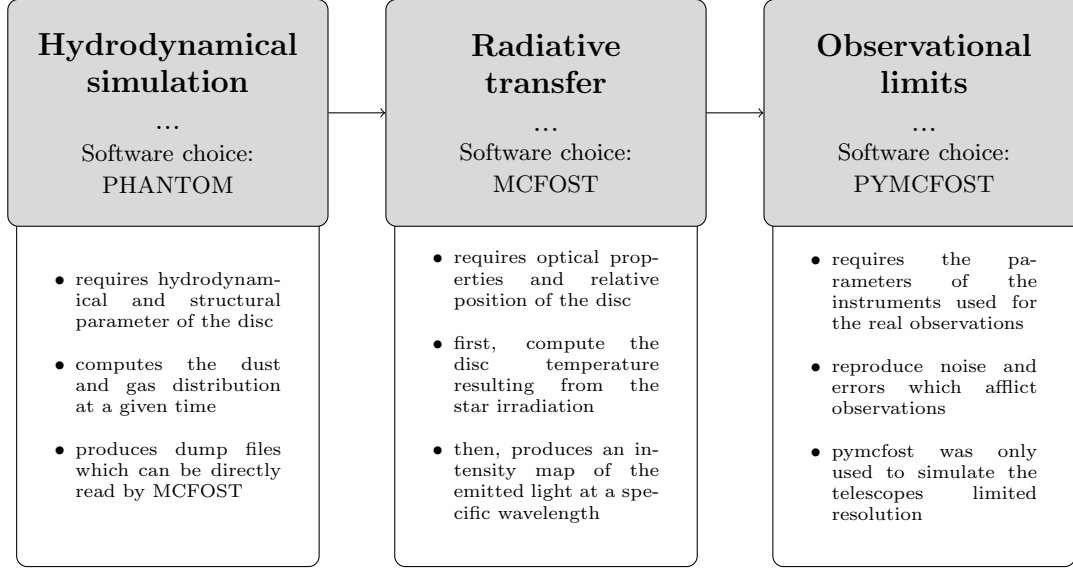 Hydrodynamical
simulation
...
Software choice:
PHANTOM
• requires hydrodynam-
ical and structural
parameter of the disc
• computes the dust
and gas distribution
at a given time
• produces dump files
which can be directly
read by MCFOST
Radiative
transfer
...
Software choice:
MCFOST
• requires optical prop-
erties and relative
position of the disc
• first, compute the
disc temperature
resulting from the
star irradiation
• then, produces an in-
tensity map of the
emitted light at a spe-
cific wavelength
Observational
limits
...
Software choice:
PYMCFOST
• requires the pa-
rameters of the
instruments used for
the real observations
• reproduce noise and
errors which afflict
observations
• pymcfost was only
used to simulate the
telescopes limited
resolution